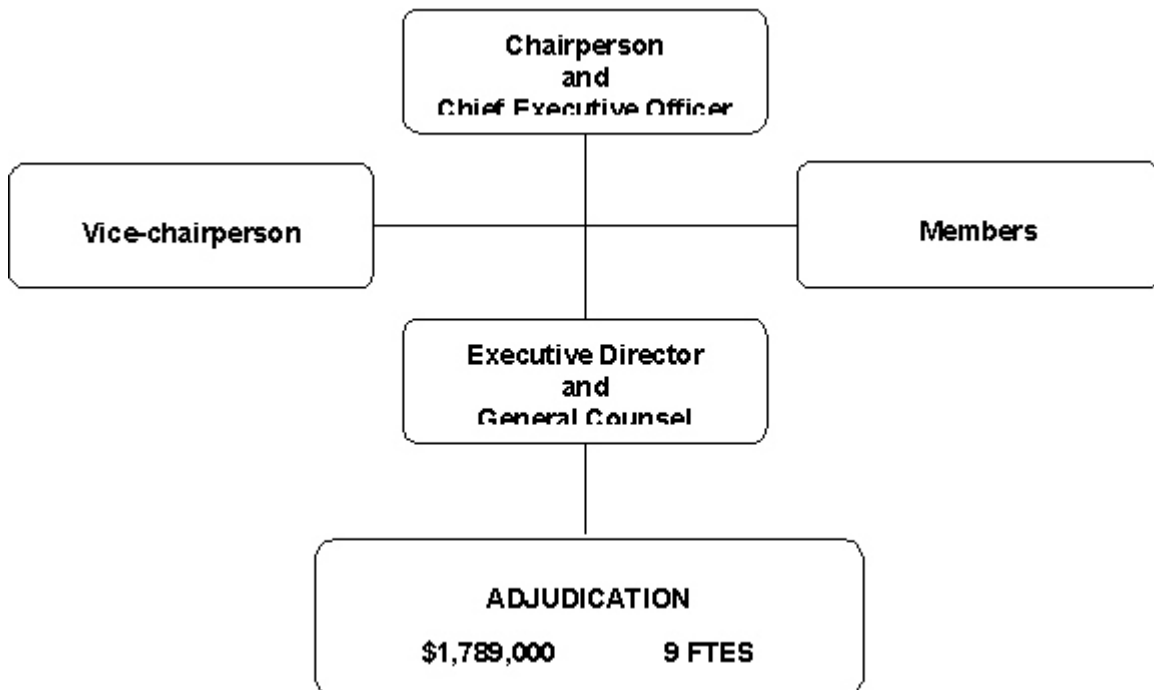 Chairperson
and
Chief Executive Officer
Vice-chairperson
Members
Executive Director
and
General Counsel
ADJUDICATION
$1,789,000 9 FTES